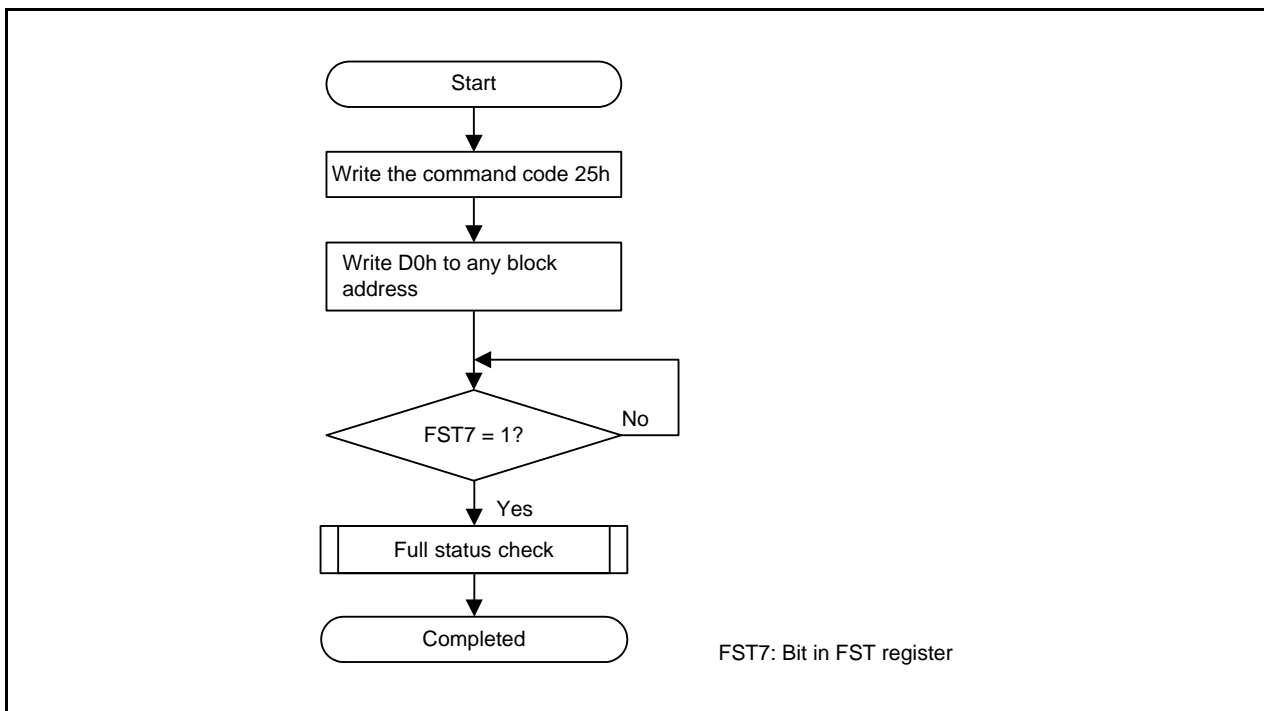 Start
Write the command code 25h
Write D0h to any block
address
FST7 = 1?
No
Yes
Full status check
Completed
FST7: Bit in FST register